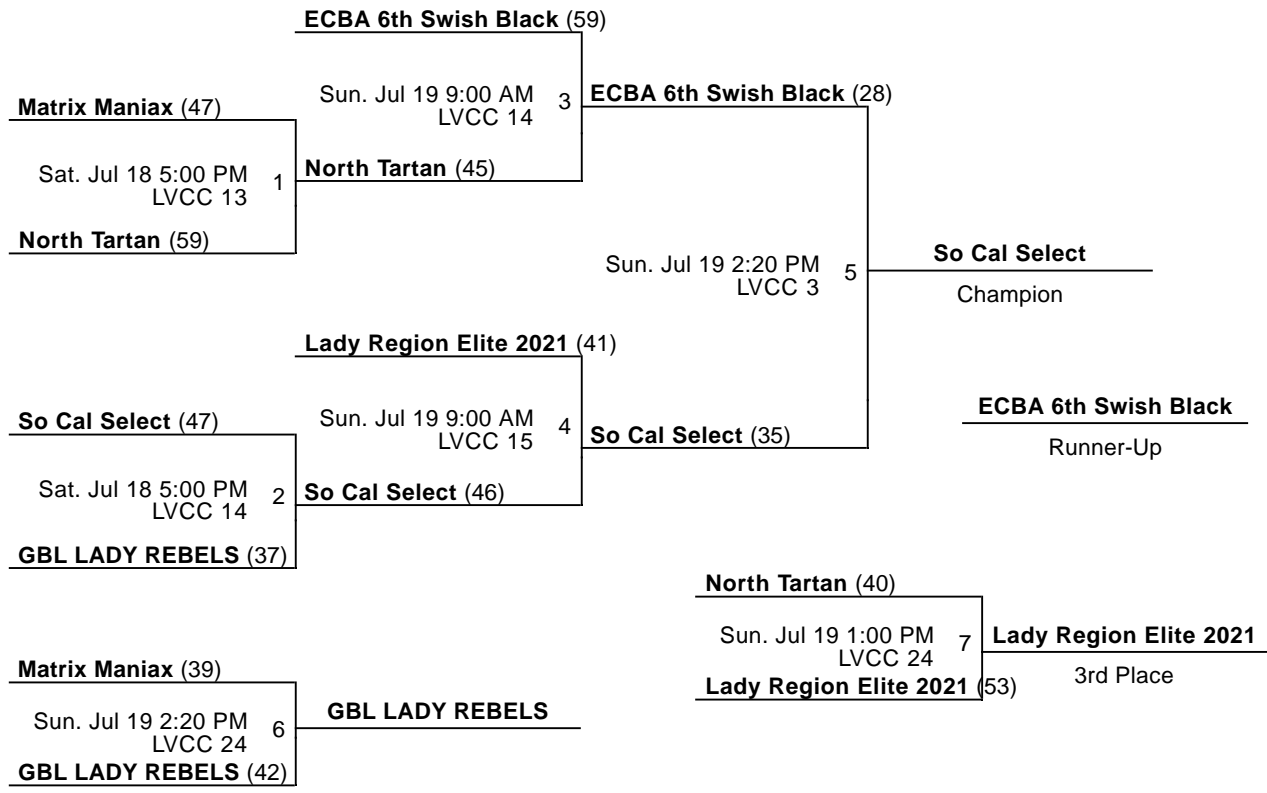 ECBA 6th Swish Black (59)
Sun. Jul 19 9:00 AM 3
LVCC 14
ECBA 6th Swish Black (28)
Matrix Maniax (47)
Sat. Jul 18 5:00 PM 1
LVCC 13
North Tartan (45)
North Tartan (59)
Sun. Jul 19 2:20 PM 5
LVCC 3
So Cal Select
Champion
Lady Region Elite 2021 (41)
Sun. Jul 19 9:00 AM 4
LVCC 15
So Cal Select (35)
So Cal Select (47)
Sat. Jul 18 5:00 PM 2
LVCC 14
So Cal Select (46)
GBL LADY REBELS (37)
ECBA 6th Swish Black
Runner-Up
North Tartan (40)
Sun. Jul 19 1:00 PM 7
LVCC 24
Lady Region Elite 2021 (53)
Lady Region Elite 2021
3rd Place
Matrix Maniax (39)
Sun. Jul 19 2:20 PM 6
LVCC 24
GBL LADY REBELS (42)
GBL LADY REBELS